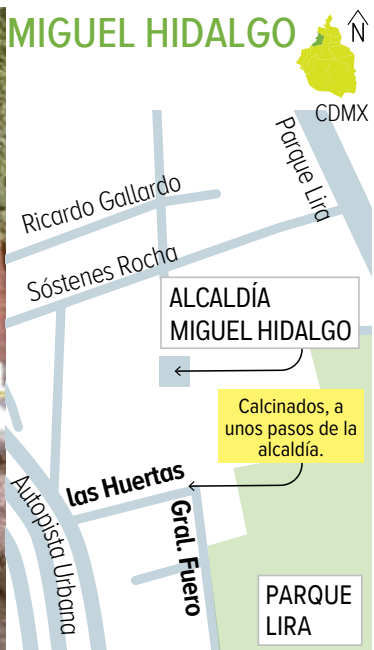 MIGUEL HIDALGO
N
CDMX
Parque Lira
Ricardo Gallardo
Sóstenes Rocha
ALCALDÍA
MIGUEL HIDALGO
Calcinados, a
unos pasos de la
alcaldía.
las Huertas
Gral. Fuero
Autopista Urbana
PARQUE
LIRA